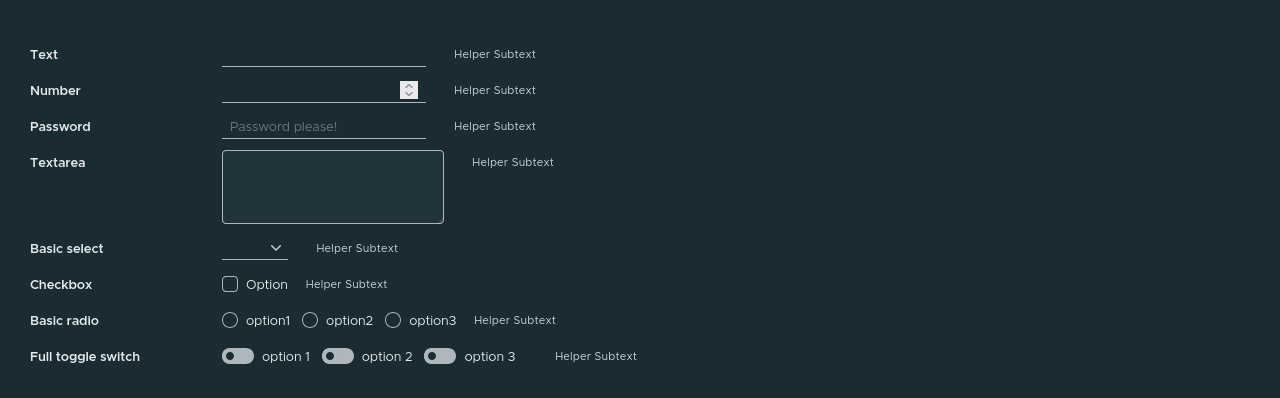 Text Helper Subtext
Number Helper Subtext
Password Password please! Helper Subtext
Textarea Helper Subtext
Basic select Helper Subtext
Checkbox Option Helper Subtext
Basic radio option1 option2 option3 Helper Subtext
Full toggle switch option 1 option 2 option 3 Helper Subtext